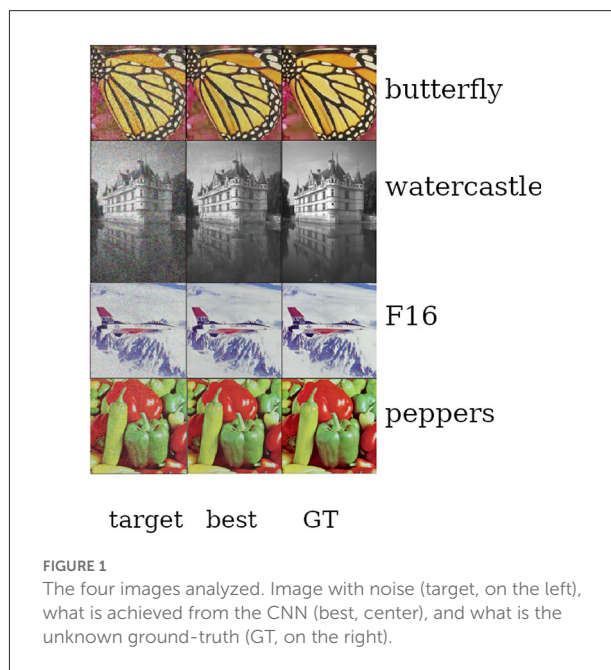 butterfly
watercastle
F16
peppers
target best GT
FIGURE 1
The four images analyzed. Image with noise (target, on the left),
what is achieved from the CNN (best, center), and what is the
unknown ground-truth (GT, on the right).